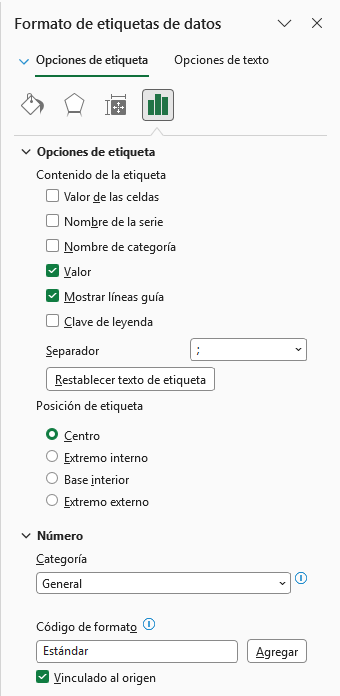 Formato de etiquetas de datos
Opciones de etiqueta Opciones de texto
Opciones de etiqueta
Contenido de la etiqueta
Valor de las celdas
Nombre de la serie
Nombre de categoría
Valor
Mostrar líneas guía
Clave de leyenda
Separador ;
Restablecer texto de etiqueta
Posición de etiqueta
Centro
Extremo interno
Base interior
Extremo externo
Número
Categoría
General
Código de formato
Estándar Agregar
Vinculado al origen